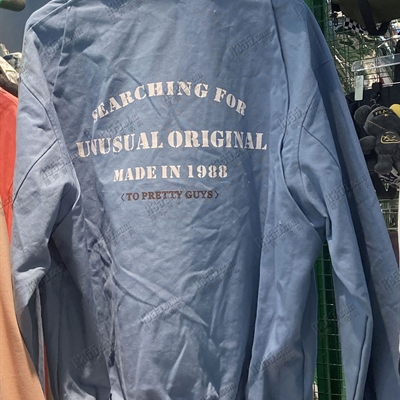 SEARCHING FOR
UNUSUAL ORIGINAL
MADE IN 1988
<TO PRETTY GUYS>